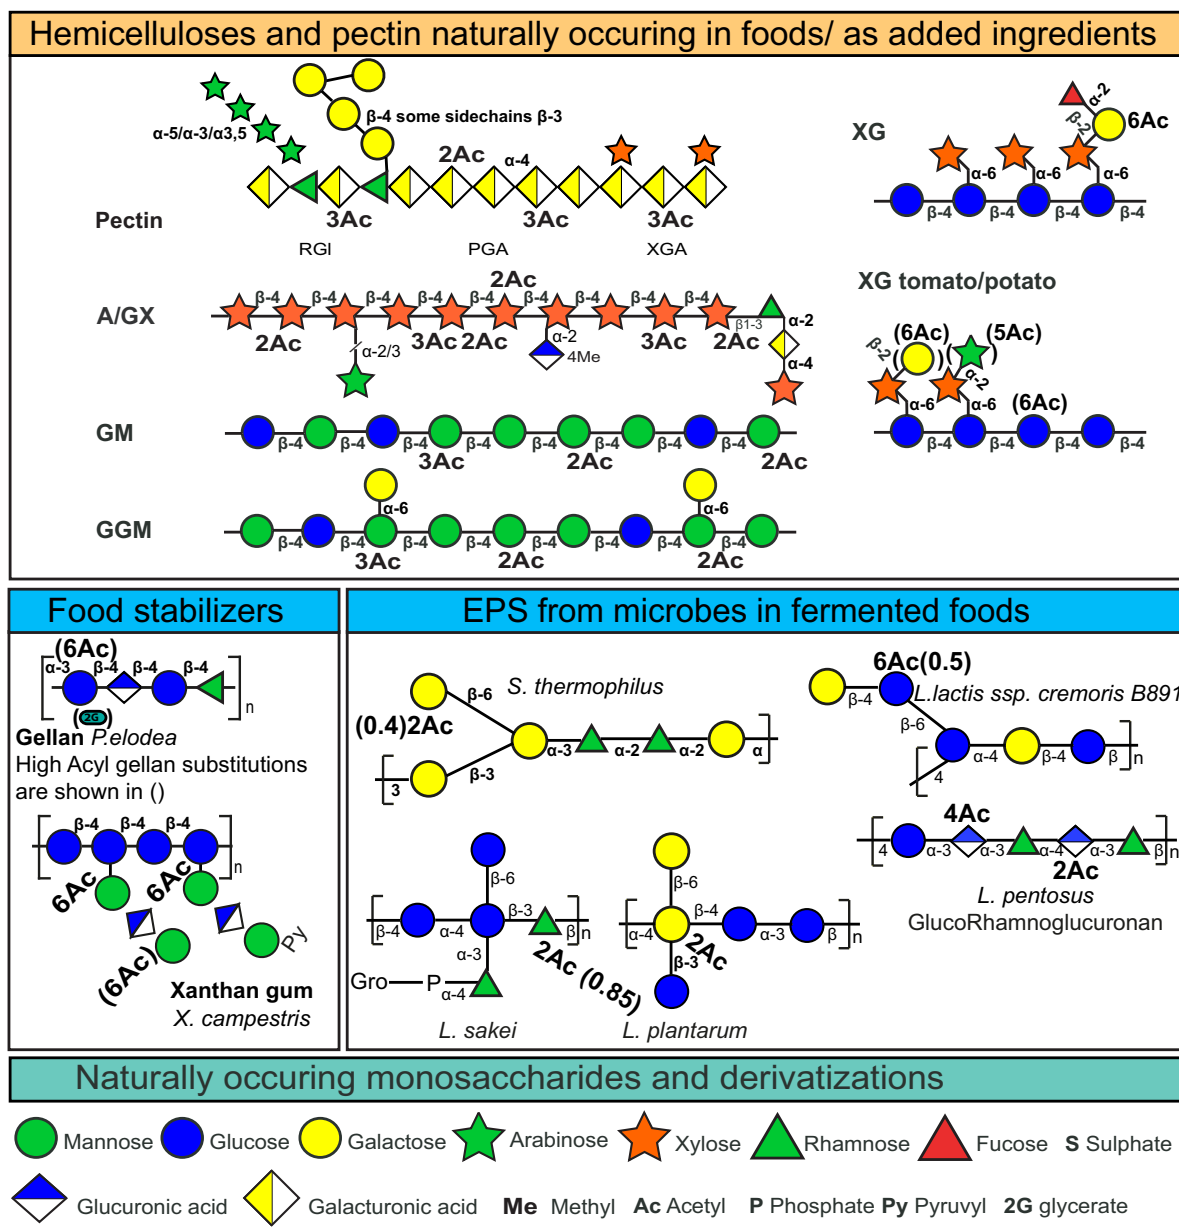 Hemicelluloses and pectin naturally occuring in foods/ as added ingredients
β-4 some sidechains β-3
α-5/α-3/α3,5
2Ac α-4
3Ac 3Ac 3Ac
Pectin
RGI PGA XGA
XG
α-2
β-2 6Ac
α-6 α-6 α-6
β-4 β-4 β-4 β-4
2Ac
β-4 β-4 β-4 β-4 β-4 β-4 β-4 β-4 β-4
A/GX
β1-3 α-2
2Ac 3Ac 2Ac α-2 3Ac 2Ac
α-2/3 4Me α-4
XG tomato/potato
β-2 (6Ac) (5Ac)
( ) ( )
α-2
α-6 α-6 (6Ac)
β-4 β-4 β-4 β-4
GM
β-4 β-4 β-4 β-4 β-4 β-4 β-4 β-4
3Ac 2Ac 2Ac
α-6 α-6
GGM
β-4 β-4 β-4 β-4 β-4 β-4 β-4 β-4
3Ac 2Ac 2Ac
Food stabilizers
(6Ac)
α-3 β-4 β-4 β-4
n
(2G)
Gellan P.elodea
High Acyl gellan substitutions
are shown in ()
β-4 β-4 β-4
n
6Ac 6Ac
(6Ac) Py
Xanthan gum
X. campestris
EPS from microbes in fermented foods
S. thermophilus
β-6
(0.4)2Ac
α-3 α-2 α-2 α
β-3
3
6Ac(0.5)
L.lactis ssp. cremoris B891
β-4
β-6
α-4 β-4 β n
4
4Ac
4 α-3 α-3 α-4 α-3 β n
2Ac
L. pentosus
GlucoRhamnoglucuronan
β-6
β-3
β-4 α-4 β n
α-3
2Ac (0.85)
Gro P α-4
L. sakei
β-6
β-4
α-4 α-3 β n
2Ac
β-3
L. plantarum
Naturally occuring monosaccharides and derivatizations
Mannose Glucose Galactose Arabinose Xylose Rhamnose Fucose S Sulphate
Glucuronic acid Galacturonic acid Me Methyl Ac Acetyl P Phosphate Py Pyruvyl 2G glycerate